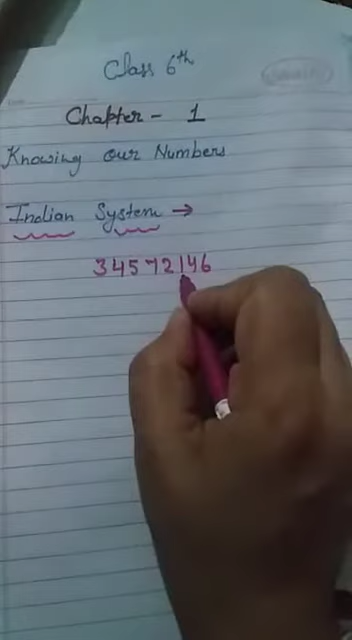 Class 6th
Chapter - 1
Knowing our Numbers
Indian System →
34572146